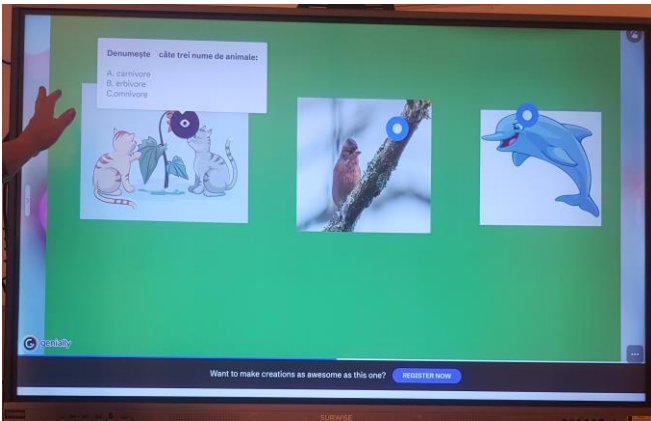 Denumește câte trei nume de animale:
A. carnivore
B. erbivore
C.omnivore
genially
Want to make creations as awesome as this one? REGISTER NOW
SURWISE